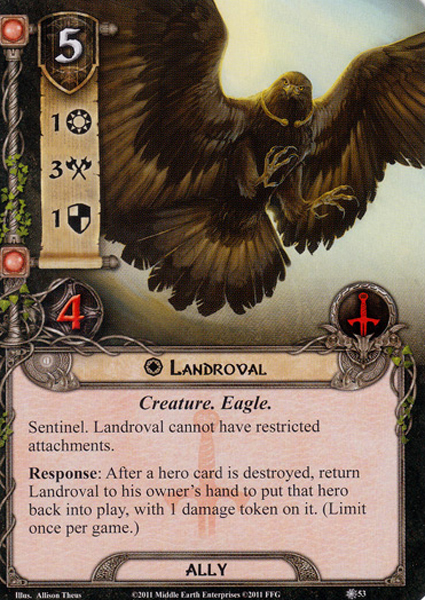 5
1
3
1
4
Landroval
Creature. Eagle.
Sentinel. Landroval cannot have restricted
attachments.
Response: After a hero card is destroyed, return
Landroval to his owner's hand to put that hero
back into play, with 1 damage token on it. (Limit
once per game.)
ALLY
Illus. Allison Theus ©2011 Middle Earth Enterprises ©2011 FFG 53